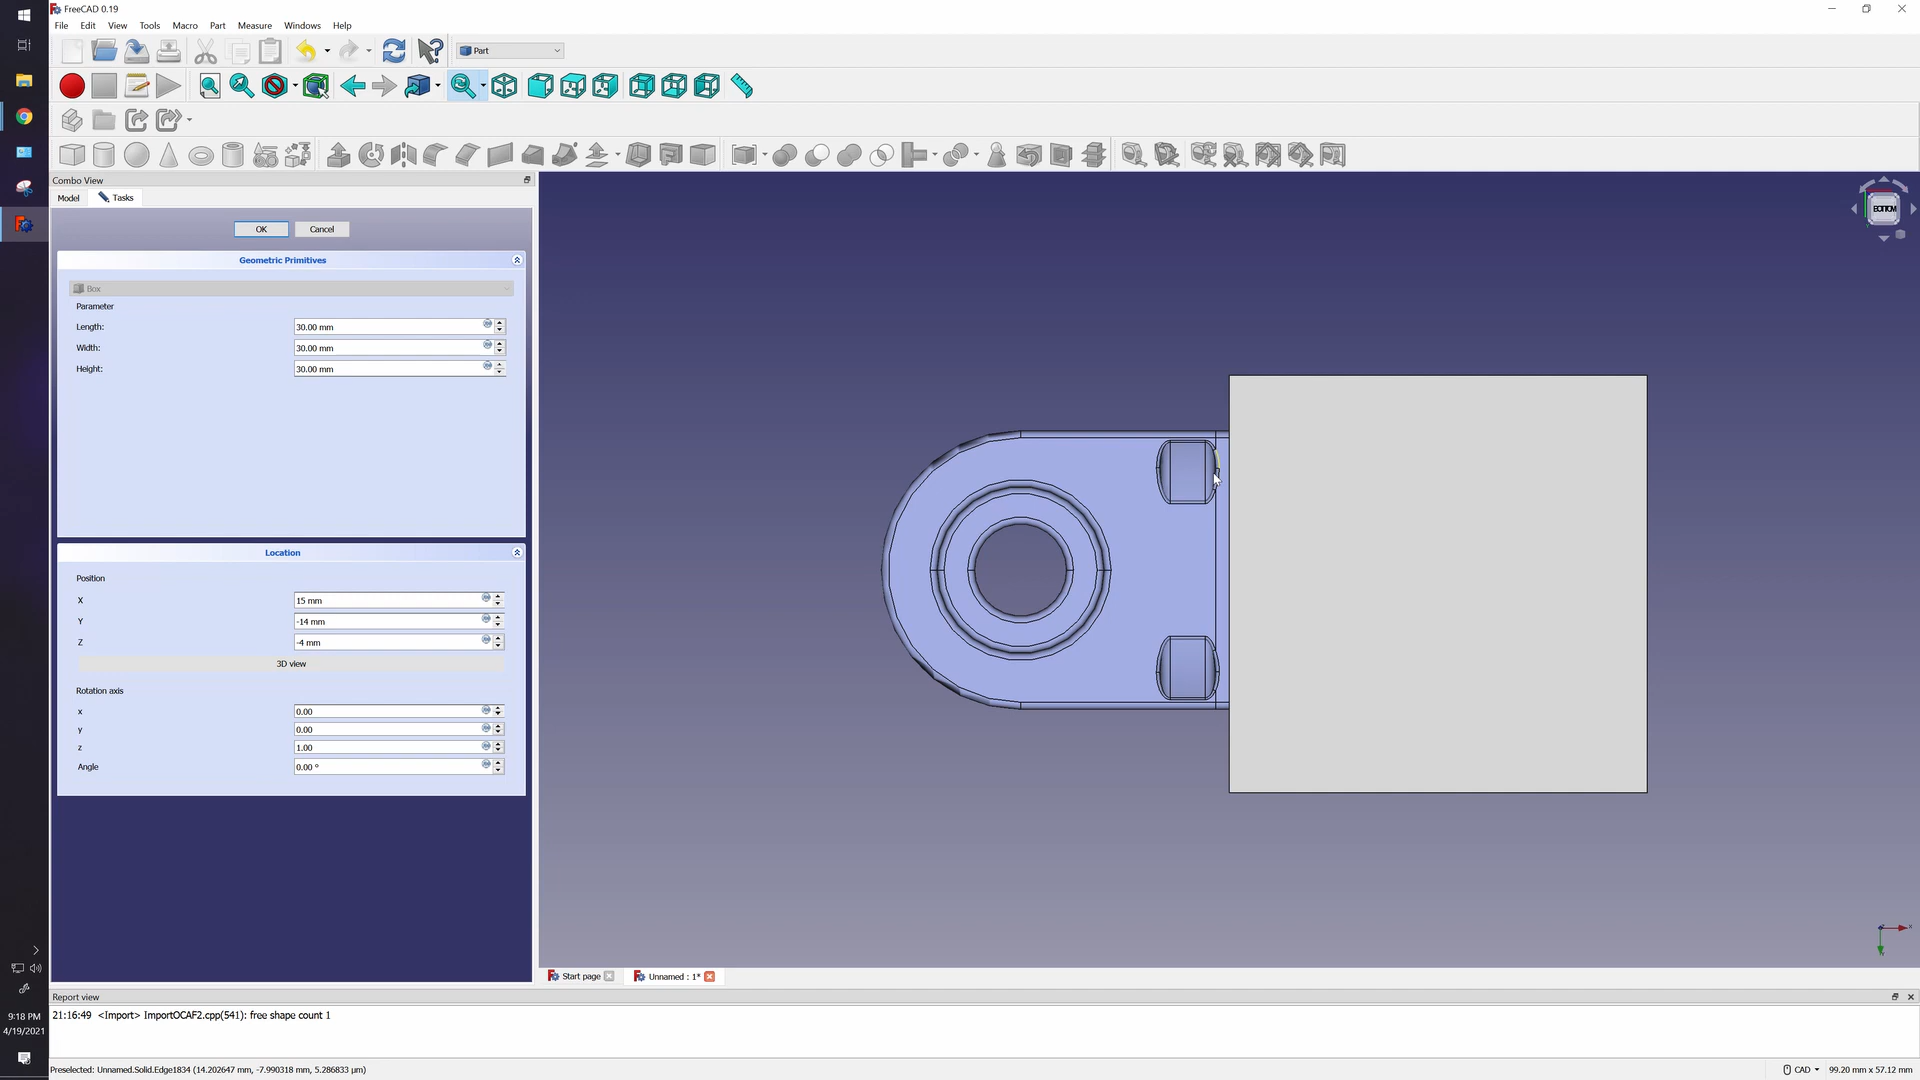 FreeCAD 0.19
File Edit View Tools Macro Part Measure Windows Help
Part
Combo View
Model Tasks
OK Cancel
Geometric Primitives
Box
Parameter
Length: 30.00 mm
Width: 30.00 mm
Height: 30.00 mm
Location
Position
X 15 mm
Y -14 mm
Z -4 mm
3D view
Rotation axis
x 0.00
y 0.00
z 1.00
Angle 0.00 °
BOTTOM
Start page Unnamed : 1*
Report view
21:16:49 <Import> ImportOCAF2.cpp(541): free shape count 1
9:18 PM
4/19/2021
Preselected: Unnamed.Solid.Edge1834 (14.202647 mm, -7.990318 mm, 5.286833 µm)
CAD 99.20 mm x 57.12 mm